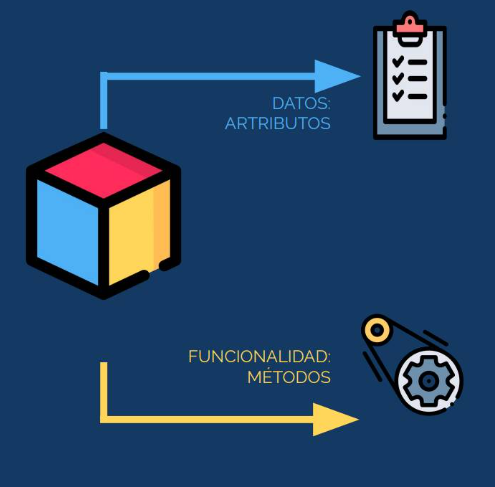 DATOS:
ARTRIBUTOS
FUNCIONALIDAD:
MÉTODOS